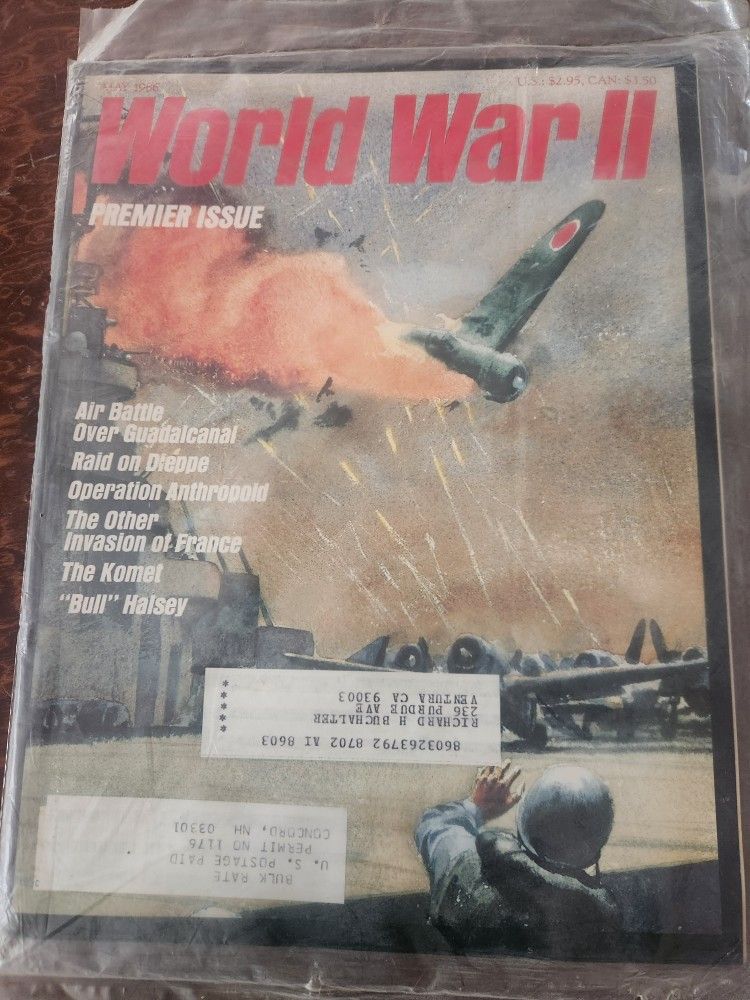 MAY 1986
U.S.: $2.95, CAN: $3.50
World War II
PREMIER ISSUE
Air Battle
Over Guadalcanal
Raid on Dieppe
Operation Anthropoid
The Other
Invasion of France
The Komet
"Bull" Halsey
8603263792 8702 AI 8603
RICHARD H BUCHALTER
236 PURDUE AVE
VENTURA CA 93003
*****
BULK RATE
U. S. POSTAGE PAID
PERMIT NO 1176
CONCORD, NH 03301